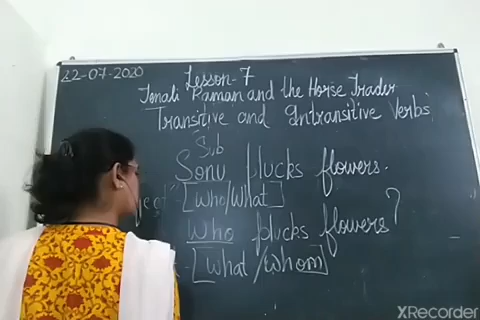 22-07-2020
Lesson-7
Tenali Raman and the Horse Trader
Transitive and Intransitive Verbs
Sub
Sonu plucks flowers.
[Who/What]
Who plucks flowers?
[What/Whom]
XRecorder